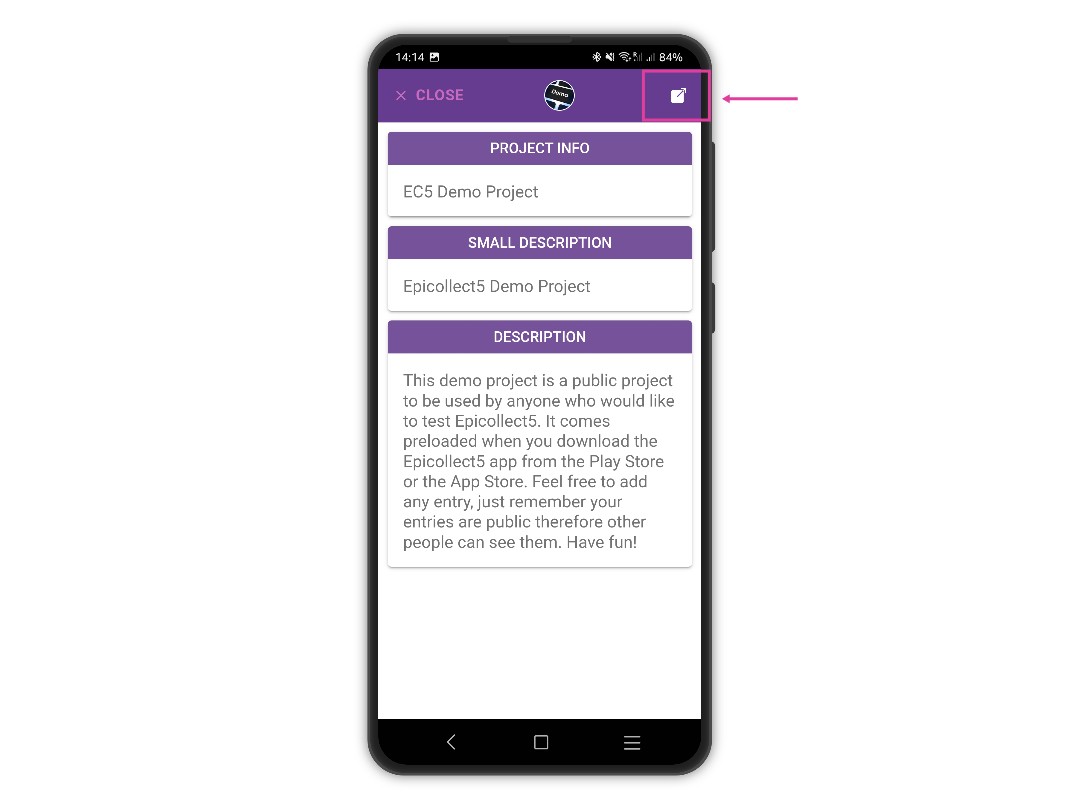 14:14 84%
CLOSE Demo
PROJECT INFO
EC5 Demo Project
SMALL DESCRIPTION
Epicollect5 Demo Project
DESCRIPTION
This demo project is a public project
to be used by anyone who would like
to test Epicollect5. It comes
preloaded when you download the
Epicollect5 app from the Play Store
or the App Store. Feel free to add
any entry, just remember your
entries are public therefore other
people can see them. Have fun!